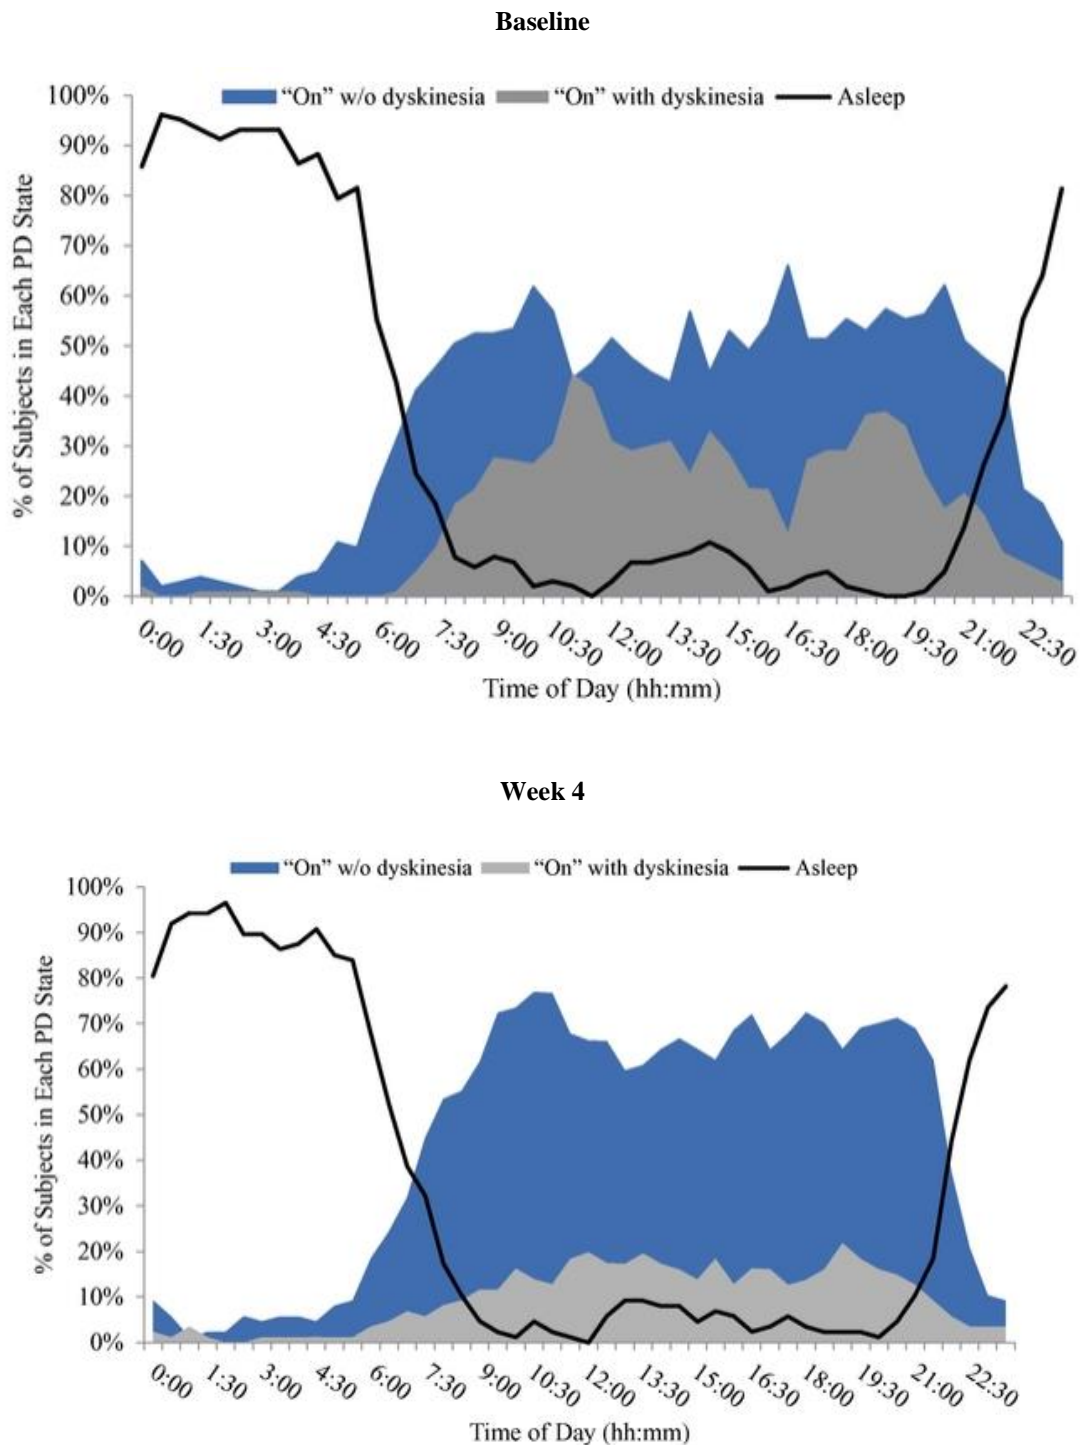 Baseline
“On” w/o dyskinesia “On” with dyskinesia Asleep
100%
90%
80%
70%
60%
50%
40%
30%
20%
10%
0%
% of Subjects in Each PD State
0:00 1:30 3:00 4:30 6:00 7:30 9:00 10:30 12:00 13:30 15:00 16:30 18:00 19:30 21:00 22:30
Time of Day (hh:mm)
Week 4
“On” w/o dyskinesia “On” with dyskinesia Asleep
100%
90%
80%
70%
60%
50%
40%
30%
20%
10%
0%
% of Subjects in Each PD State
0:00 1:30 3:00 4:30 6:00 7:30 9:00 10:30 12:00 13:30 15:00 16:30 18:00 19:30 21:00 22:30
Time of Day (hh:mm)